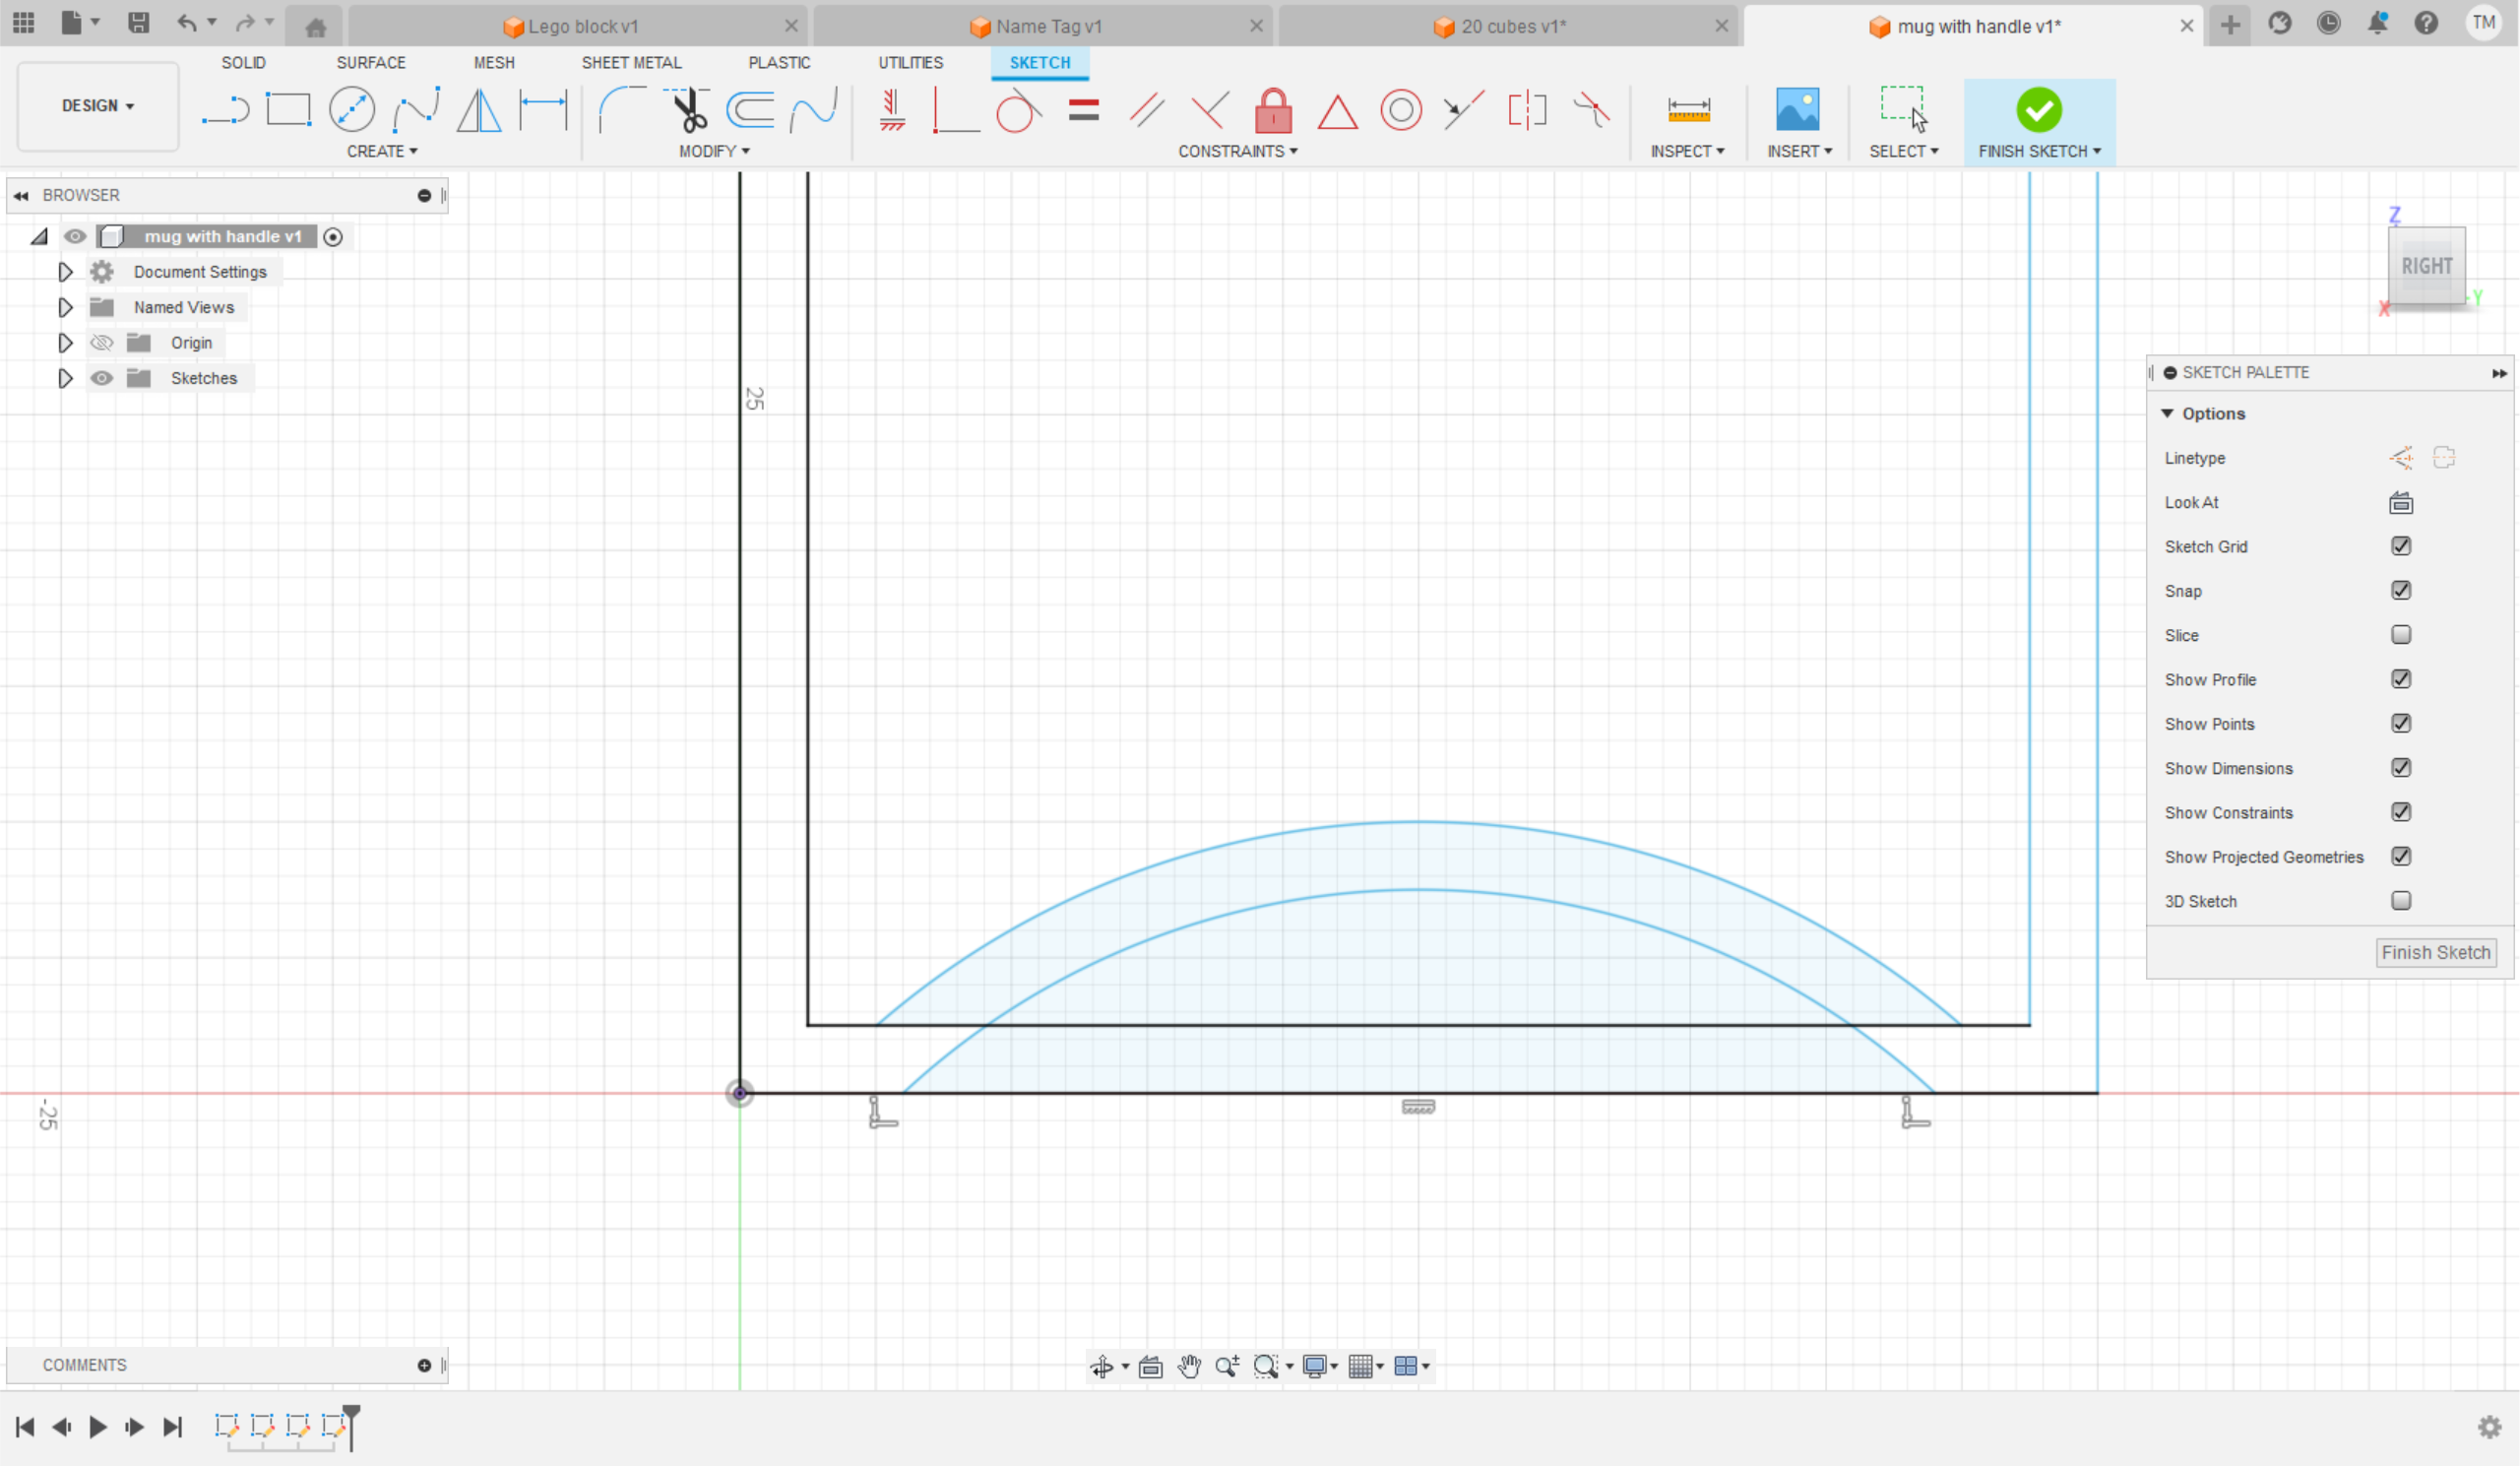 Lego block v1
Name Tag v1
20 cubes v1*
mug with handle v1*
TM
DESIGN
SOLID
SURFACE
MESH
SHEET METAL
PLASTIC
UTILITIES
SKETCH
CREATE
MODIFY
CONSTRAINTS
INSPECT
INSERT
SELECT
FINISH SKETCH
BROWSER
mug with handle v1
Document Settings
Named Views
Origin
Sketches
25
-25
Z
RIGHT
X
-Y
SKETCH PALETTE
Options
Linetype
Look At
Sketch Grid
Snap
Slice
Show Profile
Show Points
Show Dimensions
Show Constraints
Show Projected Geometries
3D Sketch
Finish Sketch
COMMENTS